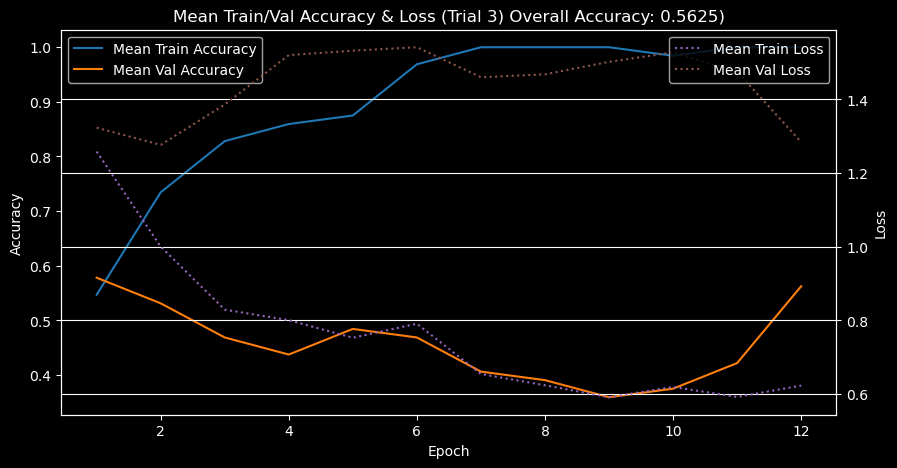 Mean Train/Val Accuracy & Loss (Trial 3) Overall Accuracy: 0.5625)
Mean Train Accuracy
Mean Val Accuracy
Mean Train Loss
Mean Val Loss
Accuracy
1.0
0.9
0.8
0.7
0.6
0.5
0.4
1.4
1.2
1.0
0.8
0.6
Loss
2
4
6
8
10
12
Epoch